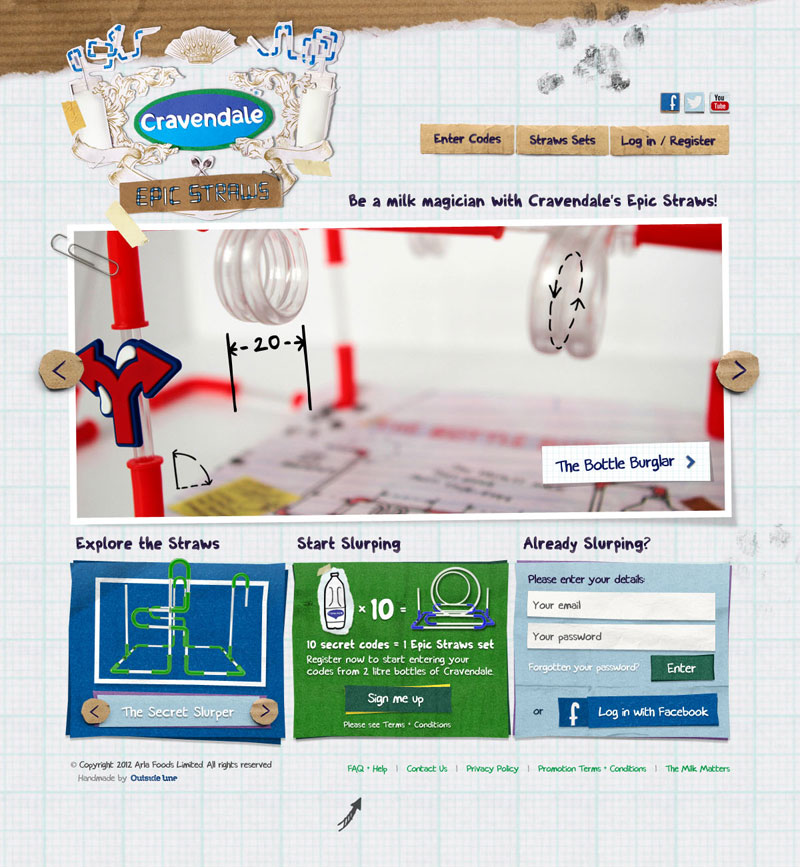 Cravendale
EPIC STRAWS
f
You
Tube
Enter Codes
Straws Sets
Log in / Register
Be a milk magician with Cravendale's Epic Straws!
- 20 -
The Bottle Burglar
Explore the Straws
Start Slurping
Already Slurping?
The Secret Slurper
× 10 =
10 secret codes = 1 Epic Straws set
Register now to start entering your
codes from 2 litre bottles of Cravendale.
Sign me up
Please see Terms + Conditions
Please enter your details:
Your email
Your password
Forgotten your password?
Enter
or
f Log in with Facebook
© Copyright 2012 Arla Foods Limited. All rights reserved
Handmade by Outside Line
FAQ + Help | Contact Us | Privacy Policy | Promotion Terms + Conditions | The Milk Matters